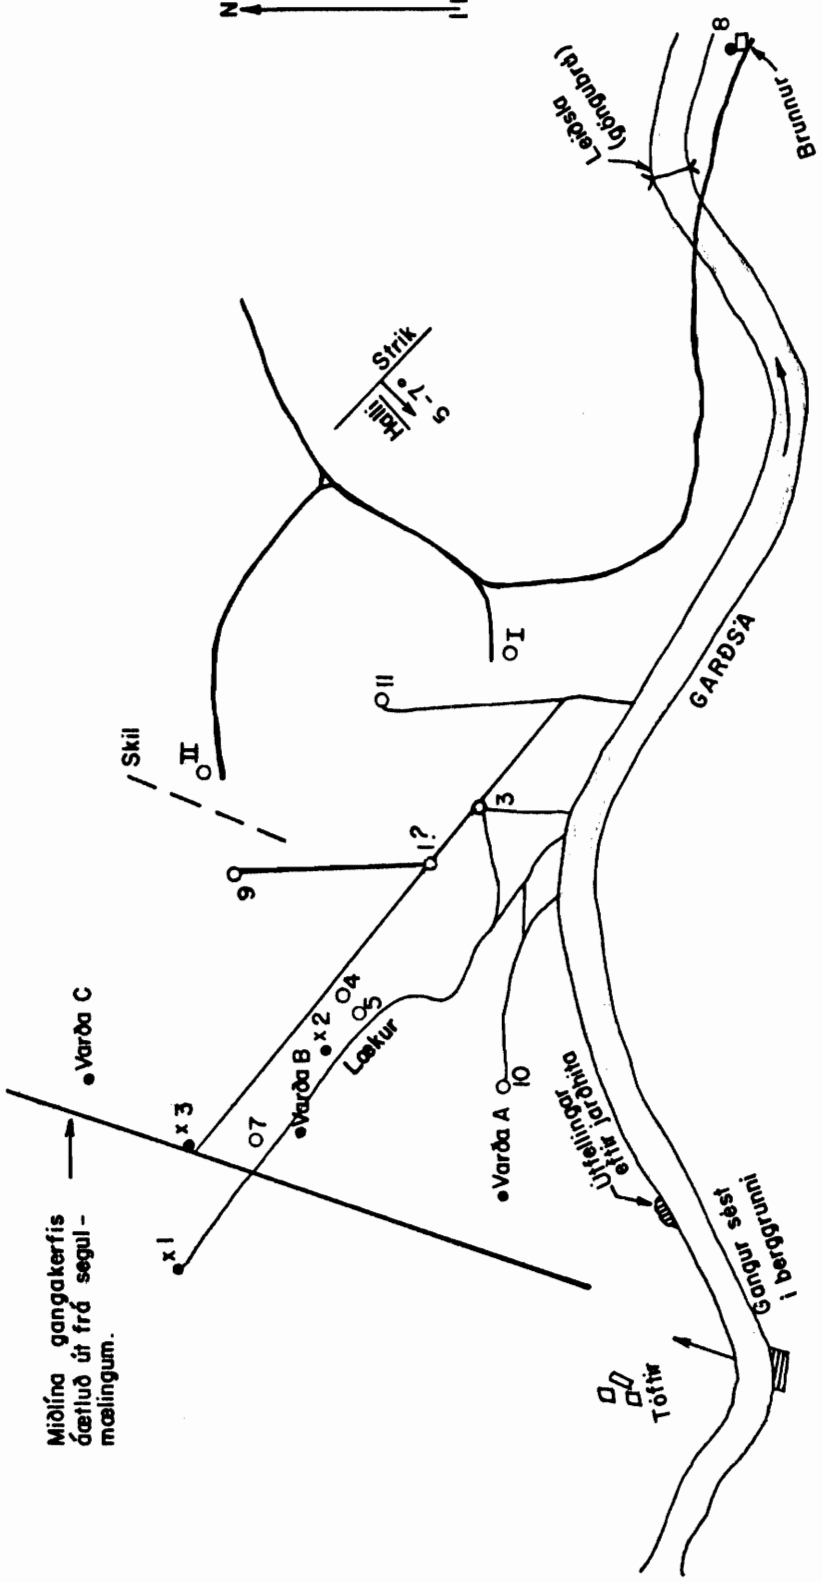 Miðlína gangakerfis
áætluð út frá segul-
mælingum.
Varða C
x 3
x 1
7
Varða B
x 2
4
5
Lækur
Varða A
10
9
1?
3
Skil
II
11
I
Strik
Halli
5-7°
N
Leiðsla
(göngubrú)
8
Brunnur
GARÐSÁ
Útfellingar
eftir jarðhita
Gangur sést
í berggrunni
Tóftir